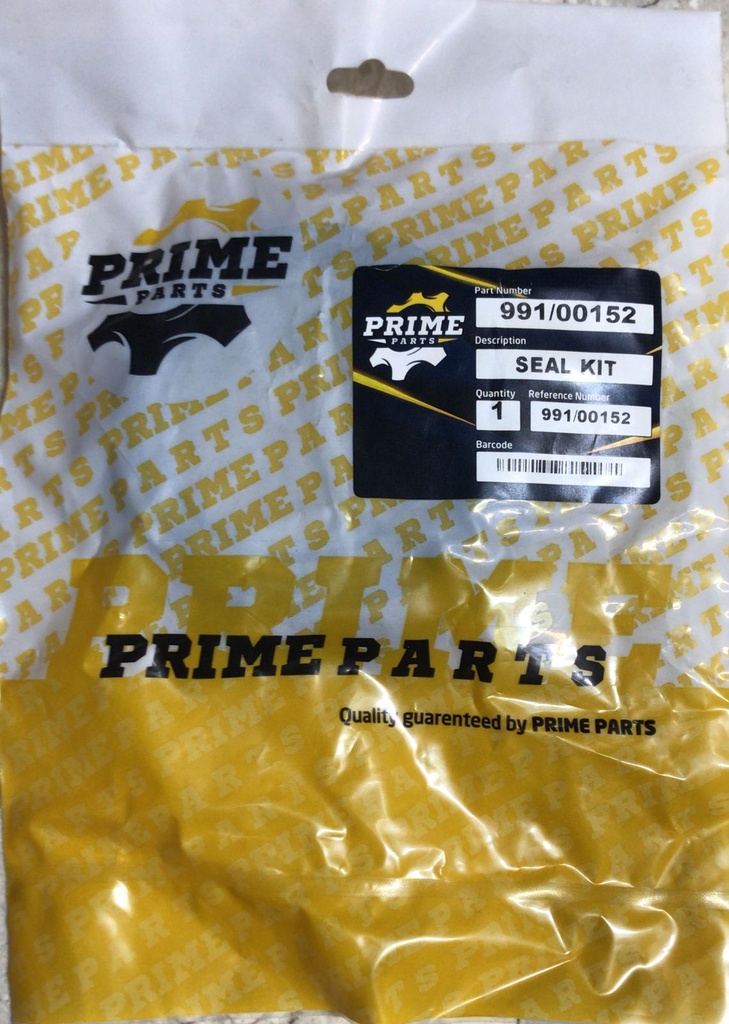 PRIME
PARTS
PRIME
PARTS
Part Number
991/00152
Description
SEAL KIT
Quantity
1
Reference Number
991/00152
Barcode
PRIME
PRIME PARTS
Quality guarenteed by PRIME PARTS